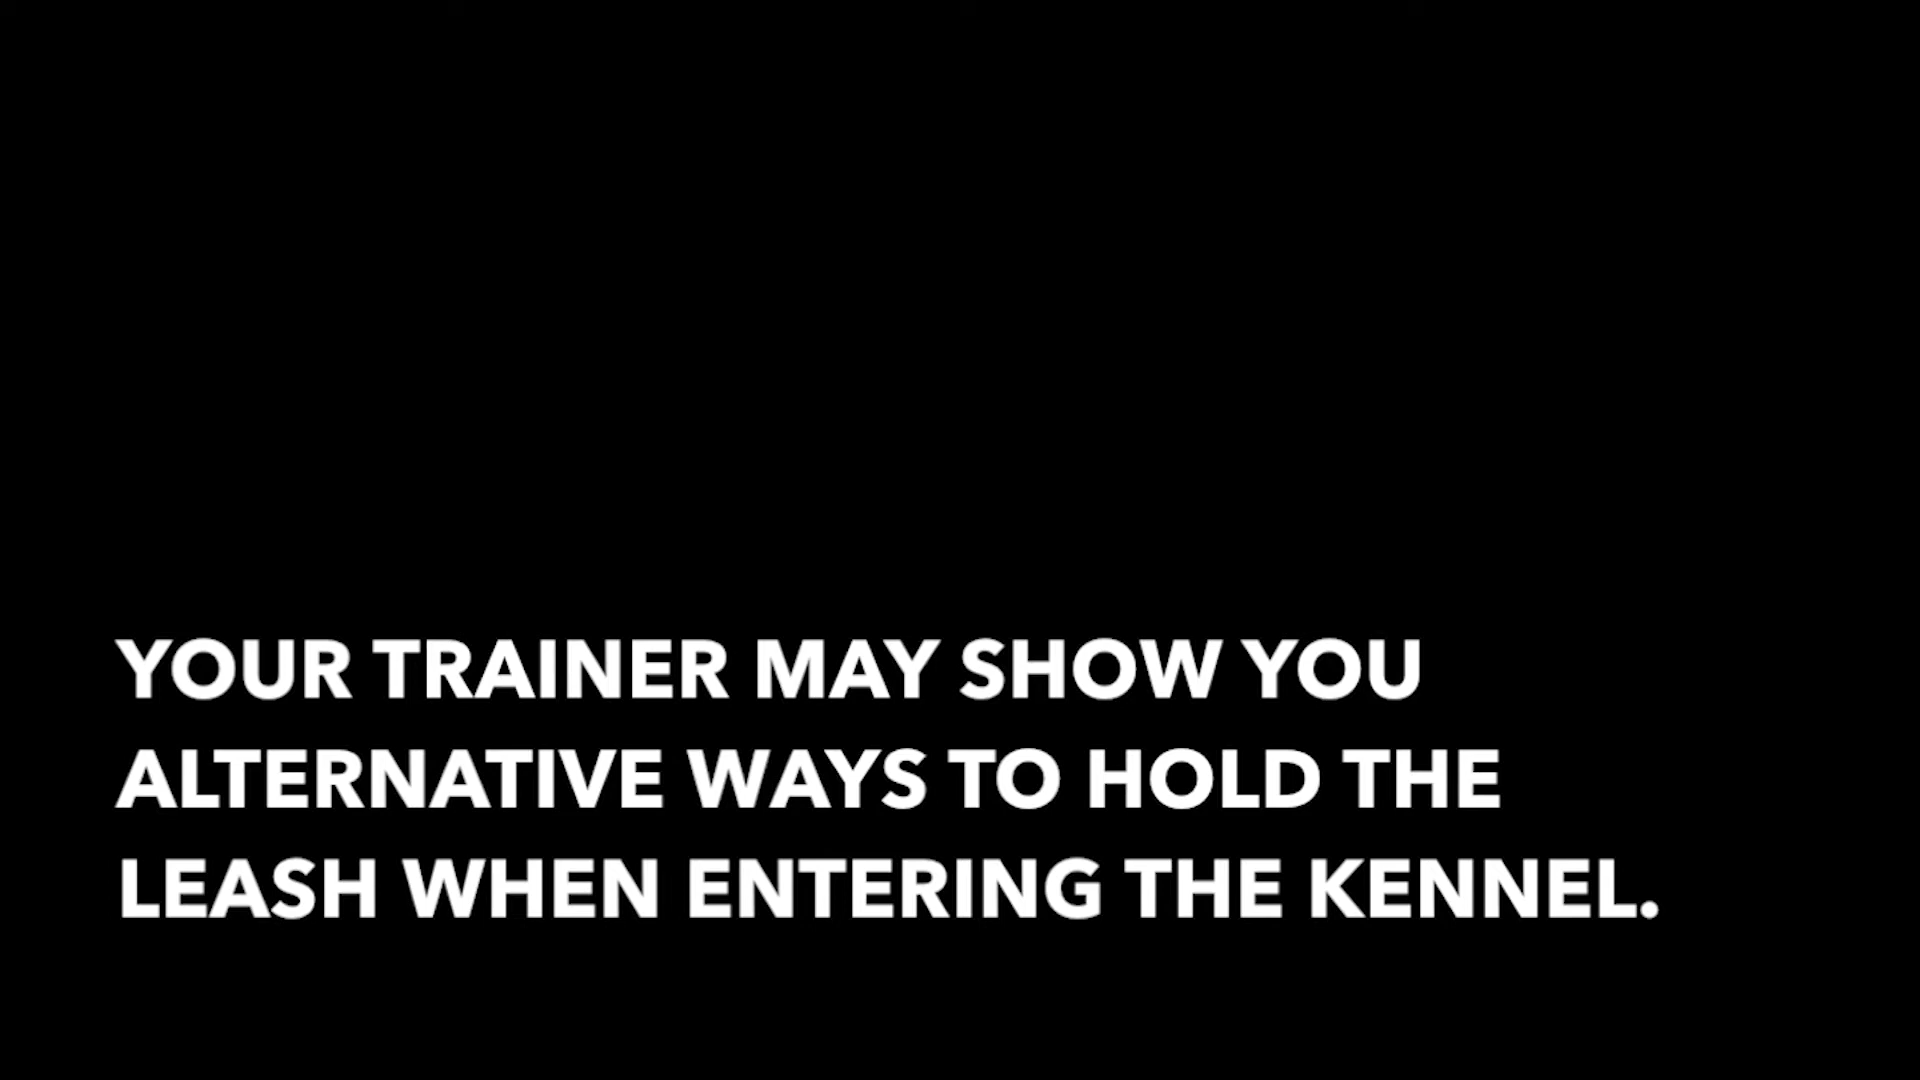 YOUR TRAINER MAY SHOW YOU
ALTERNATIVE WAYS TO HOLD THE
LEASH WHEN ENTERING THE KENNEL.